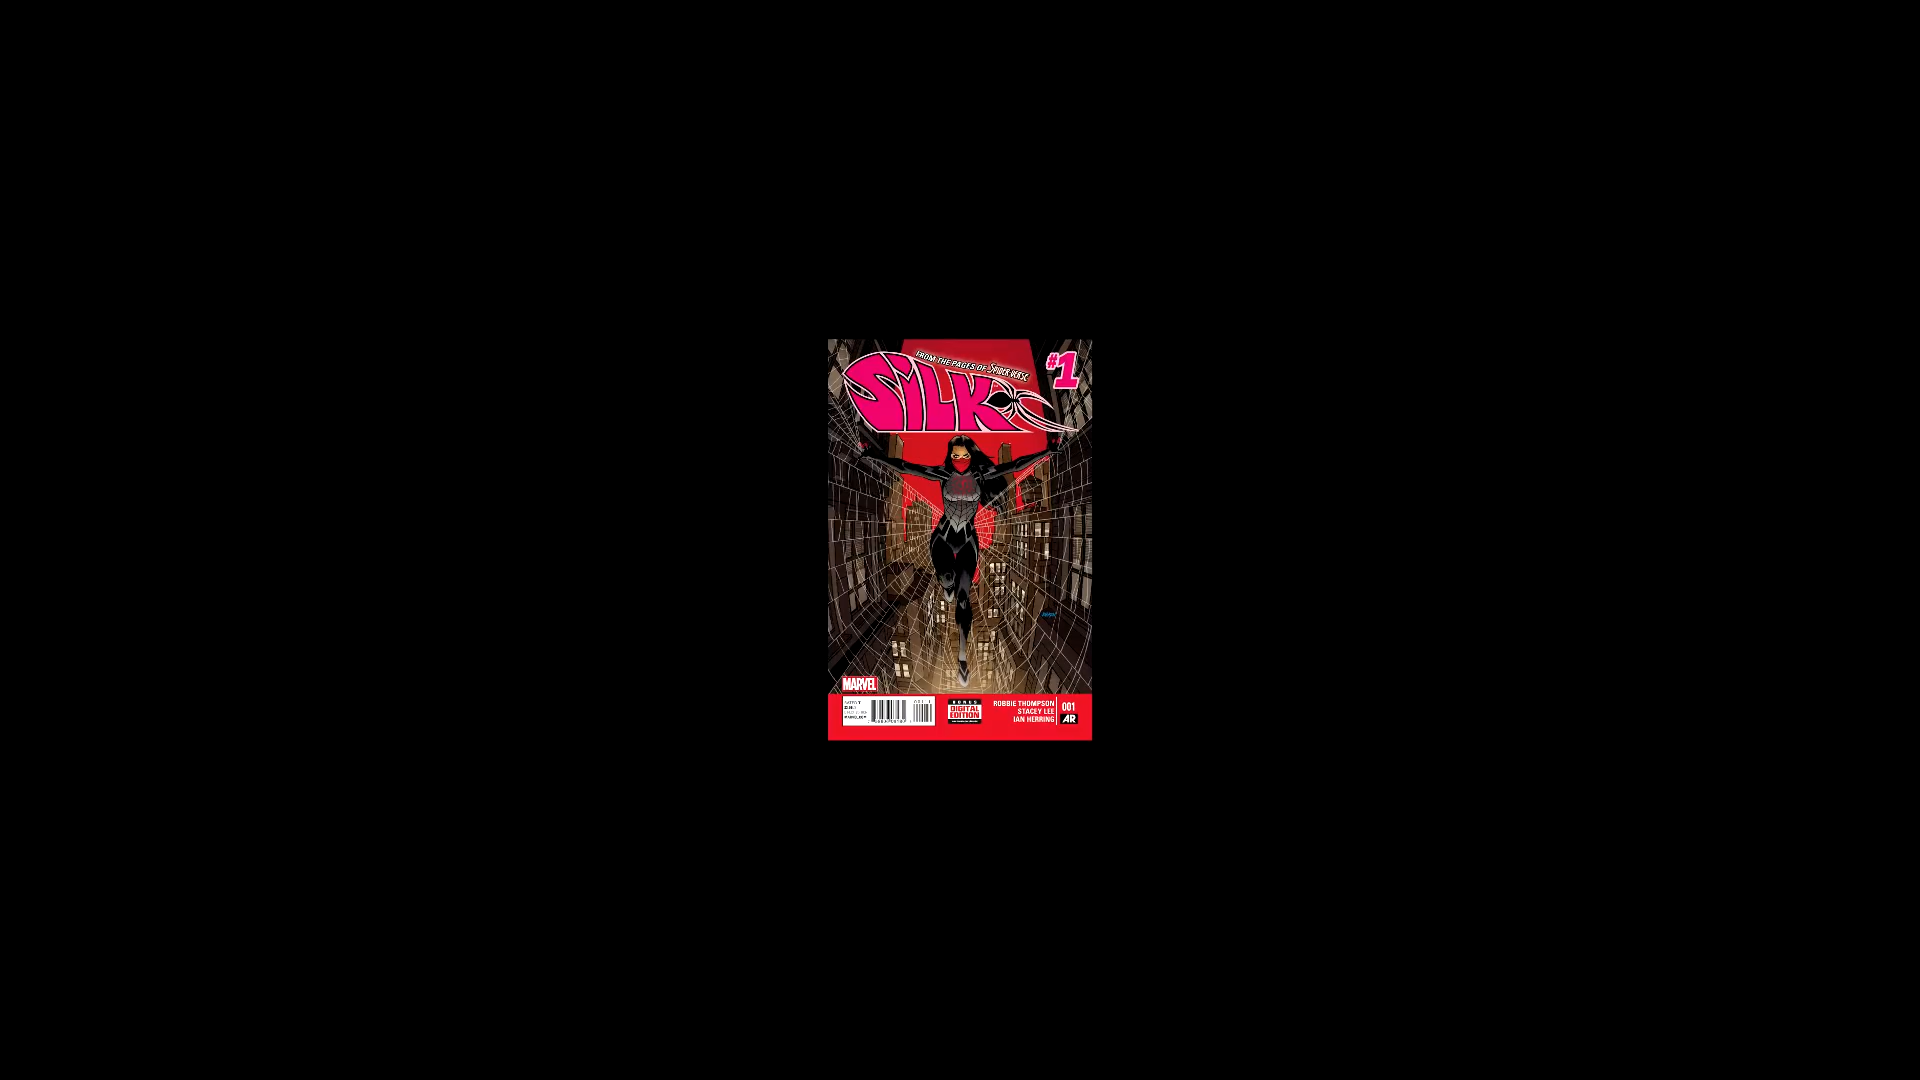 FROM THE PAGES OF SPIDER-VERSE
#1
SILK
MARVEL
BONUS
DIGITAL
EDITION
ROBBIE THOMPSON
STACEY LEE
IAN HERRING
001
AR